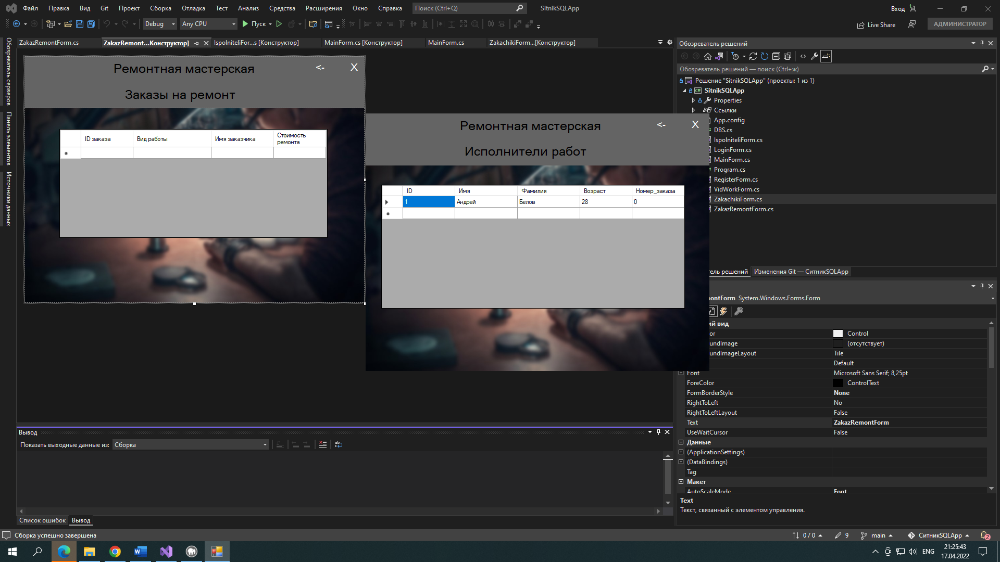 Файл Правка Вид Git Проект Сборка Отладка Тест Анализ Средства Расширения Окно Справка Поиск (Ctrl+Q) SitnikSQLApp Вход
Debug Any CPU Пуск Live Share АДМИНИСТРАТОР
Обозреватель серверов
Панель элементов
Источники данных
ZakazRemontForm.cs ZakazRemont...Конструктор] IspolniteliFor...s [Конструктор] MainForm.cs [Конструктор] MainForm.cs ZakachikiForm...[Конструктор]
Ремонтная мастерская <- X
Заказы на ремонт
ID заказа Вид работы Имя заказчика Стоимость ремонта
Ремонтная мастерская <- X
Исполнители работ
ID Имя Фамилия Возраст Номер_заказа
1 Андрей Белов 28 0
Обозреватель решений
Обозреватель решений — поиск (Ctrl+ж)
Решение "SitnikSQLApp" (проекты: 1 из 1)
C# SitnikSQLApp
Properties
Ссылки
App.config
DBS.cs
IspolniteliForm.cs
LoginForm.cs
MainForm.cs
Program.cs
RegisterForm.cs
VidWorkForm.cs
ZakachikiForm.cs
ZakazRemontForm.cs
ель решений Изменения Git — СитникSQLApp
ontForm System.Windows.Forms.Form
ий вид
or Control
undImage (отсутствует)
undImageLayout Tile
Default
Font Microsoft Sans Serif; 8,25pt
ForeColor ControlText
FormBorderStyle None
RightToLeft No
RightToLeftLayout False
Text ZakazRemontForm
UseWaitCursor False
Данные
(ApplicationSettings)
(DataBindings)
Tag
Макет
AutoScaleMode Font
Text
Текст, связанный с элементом управления.
Вывод
Показать выходные данные из: Сборка
Список ошибок Вывод
Сборка успешно завершена 0 / 0 9 main СитникSQLApp 2
ENG 21:25:43
17.04.2022